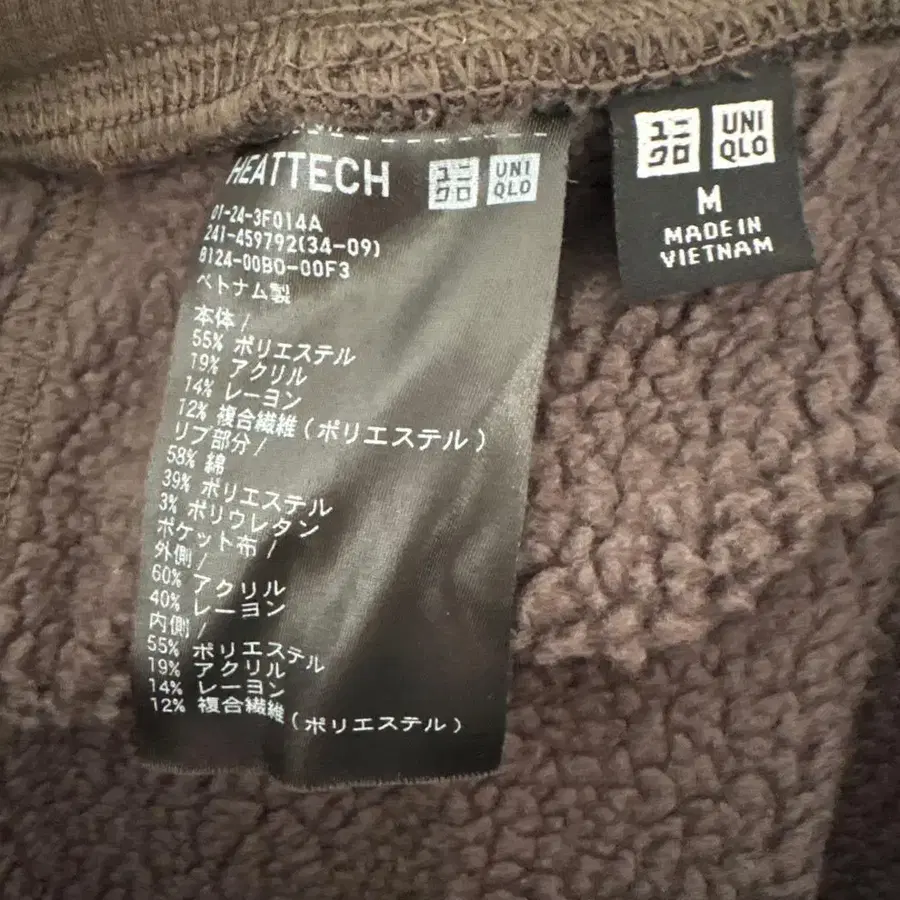 HEATTECH
ユニ
クロ
UNI
QLO
01-24-3F014A
241-459792(34-09)
8124-00B0-00F3
ベトナム製
本体/
55% ポリエステル
19% アクリル
14% レーヨン
12% 複合繊維(ポリエステル)
リブ部分/
58% 綿
39% ポリエステル
3% ポリウレタン
ポケット布/
外側/
60% アクリル
40% レーヨン
内側/
55% ポリエステル
19% アクリル
14% レーヨン
12% 複合繊維(ポリエステル)
ユニ
クロ
UNI
QLO
M
MADE IN
VIETNAM